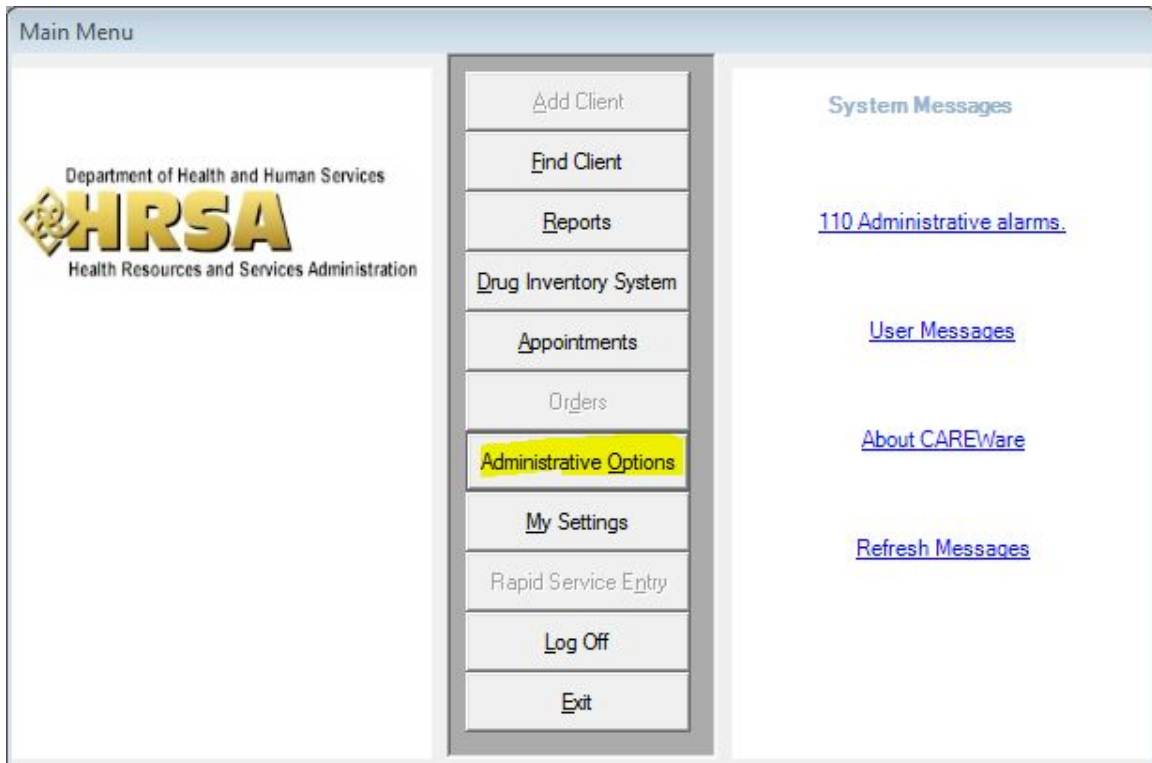 Main Menu
Department of Health and Human Services
HRSA
Health Resources and Services Administration
Add Client
Find Client
Reports
Drug Inventory System
Appointments
Orders
Administrative Options
My Settings
Rapid Service Entry
Log Off
Exit
System Messages
110 Administrative alarms.
User Messages
About CAREWare
Refresh Messages